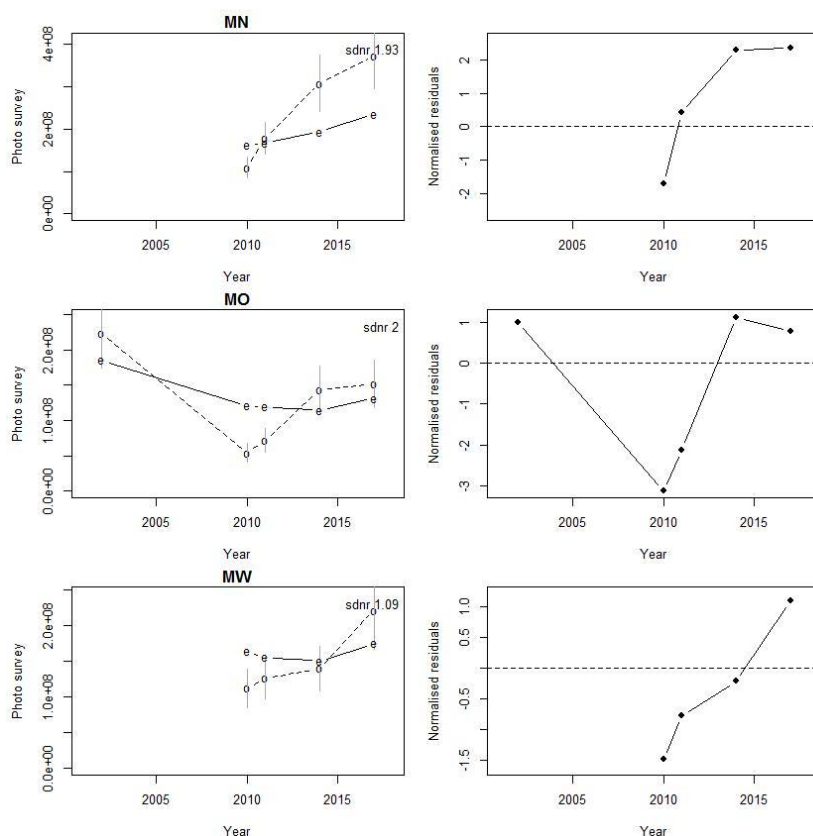 MN
Photo survey
0e+00 2e+08 4e+08
sdnr 1.93
o o o o
e e e e
2005 2010 2015
Year
Normalised residuals
-2 -1 0 1 2
2005 2010 2015
Year
MO
Photo survey
0.0e+00 1.0e+08 2.0e+08
sdnr 2
o o o o o
e e e e e
2005 2010 2015
Year
Normalised residuals
-3 -2 -1 0 1
2005 2010 2015
Year
MW
Photo survey
0.0e+00 1.0e+08 2.0e+08
sdnr 1.09
o o o o
e e e e
2005 2010 2015
Year
Normalised residuals
-1.5 -0.5 0.5 1.0
2005 2010 2015
Year